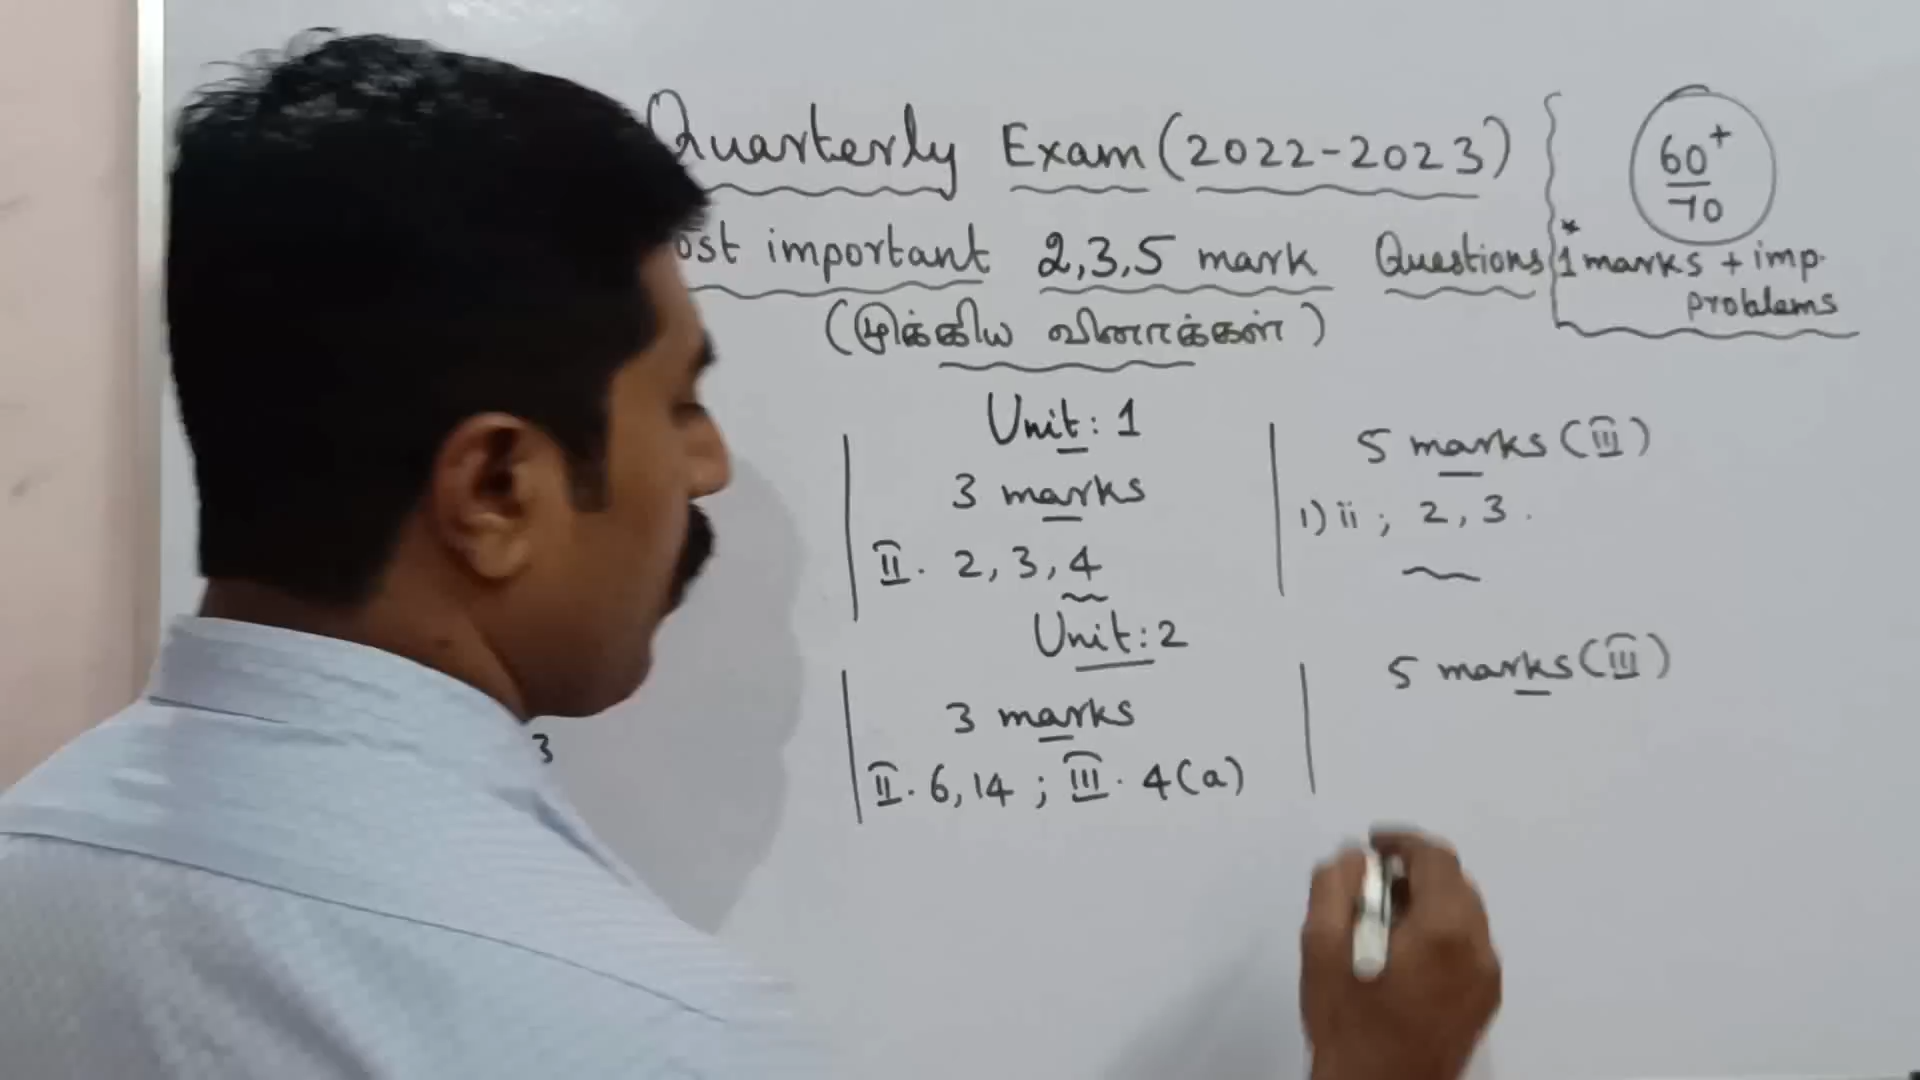 Quarterly Exam (2022-2023)
ost important 2,3,5 mark Questions
(முக்கிய வினாக்கள்)
60+
70
*
1 marks + imp.
problems
Unit: 1
3 marks
II. 2, 3, 4
5 marks (III)
1) ii ; 2, 3.
Unit: 2
3
3 marks
II. 6, 14 ; III. 4(a)
5 marks (III)